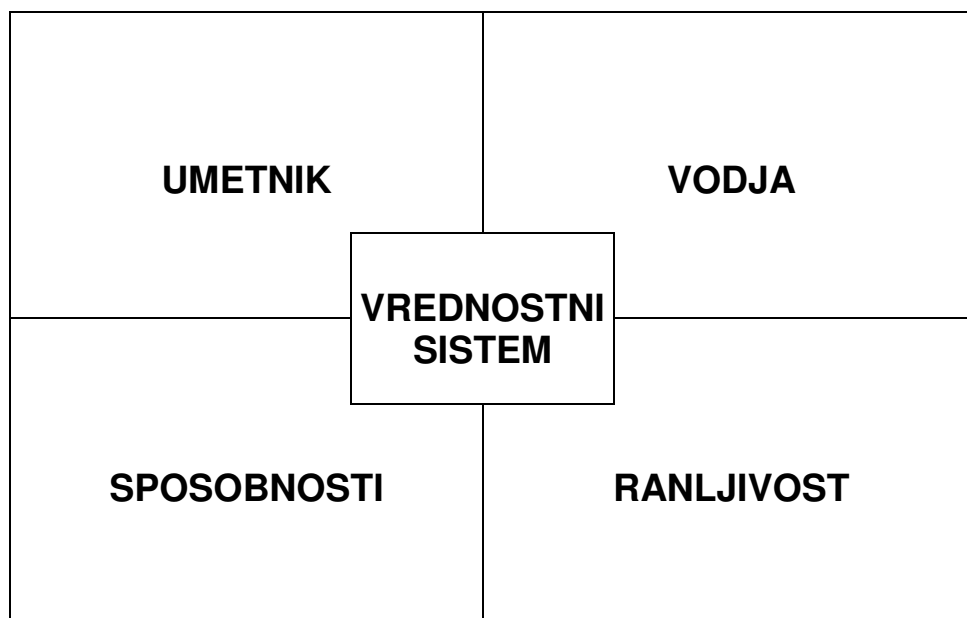 UMETNIK
VODJA
VREDNOSTNI
SISTEM
SPOSOBNOSTI
RANLJIVOST